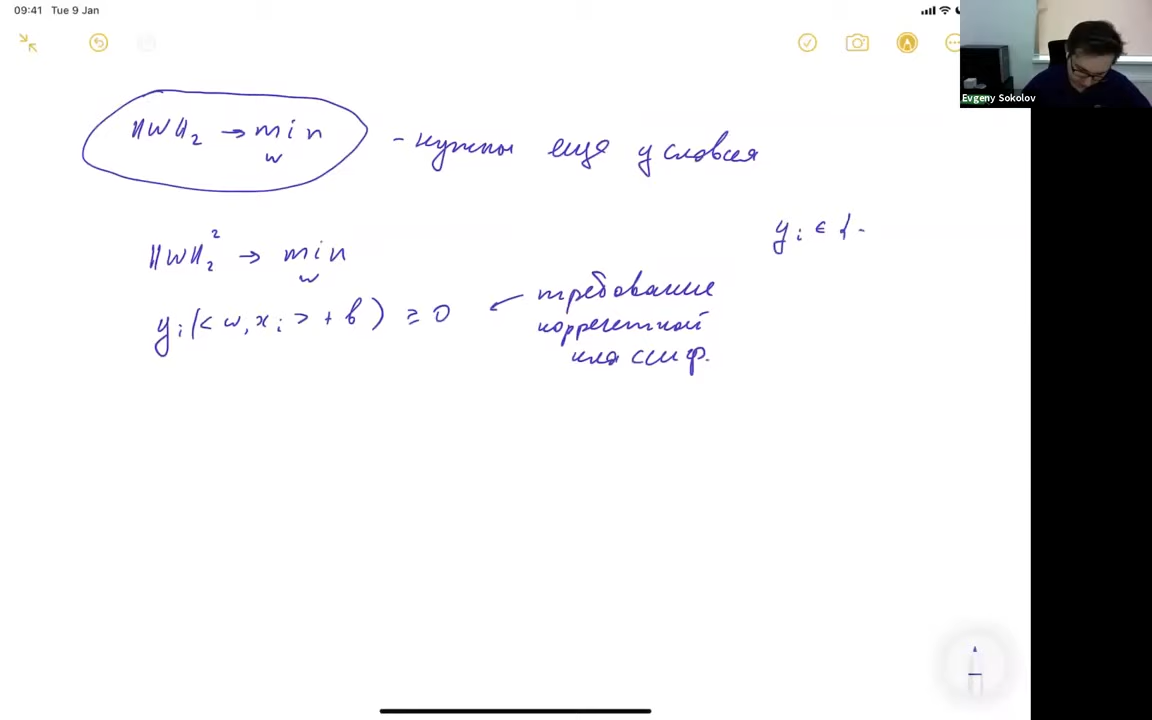 09:41 Tue 9 Jan
Evgeny Sokolov
||w||₂ → min - нужны еще условия
w
||w||₂² → min
w
yᵢ ∈ {-
yᵢ(<w, xᵢ> + b) ≥ 0 ← требование
корректной
классиф.